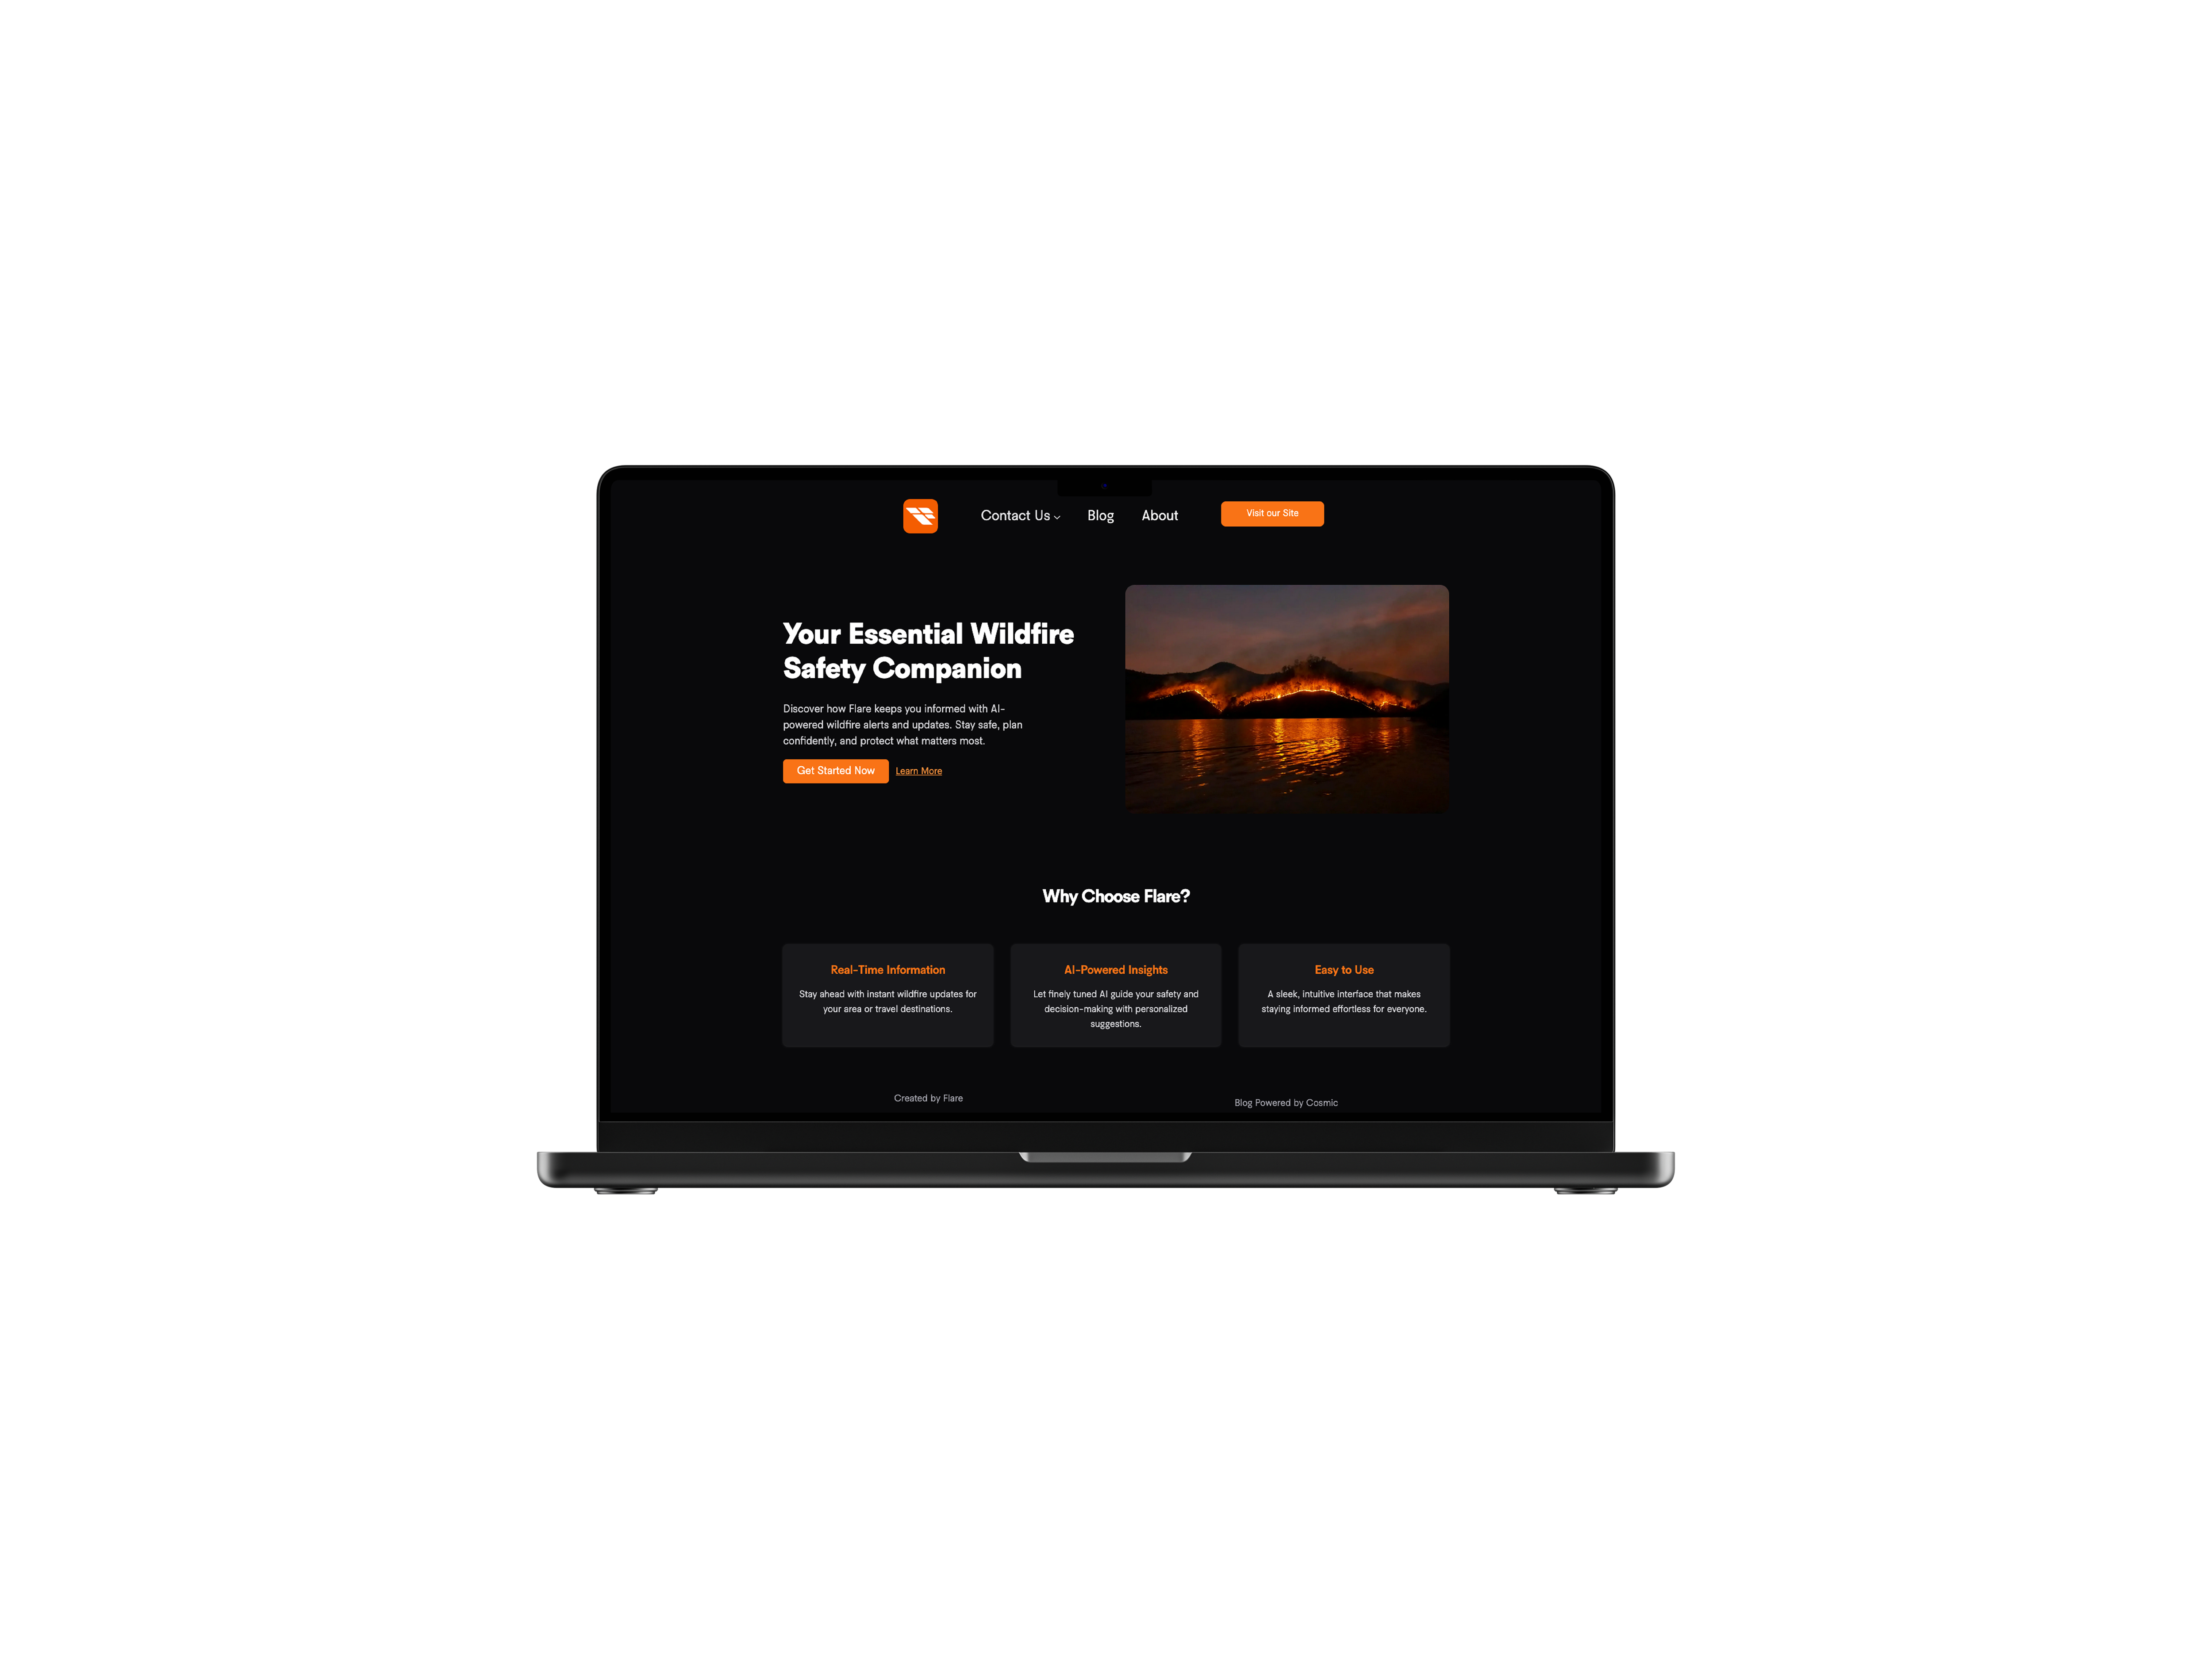 Contact Us
Blog
About
Visit our Site
Your Essential Wildfire
Safety Companion
Discover how Flare keeps you informed with AI-
powered wildfire alerts and updates. Stay safe, plan
confidently, and protect what matters most.
Get Started Now
Learn More
Why Choose Flare?
Real-Time Information
Stay ahead with instant wildfire updates for
your area or travel destinations.
AI-Powered Insights
Let finely tuned AI guide your safety and
decision-making with personalized
suggestions.
Easy to Use
A sleek, intuitive interface that makes
staying informed effortless for everyone.
Created by Flare
Blog Powered by Cosmic